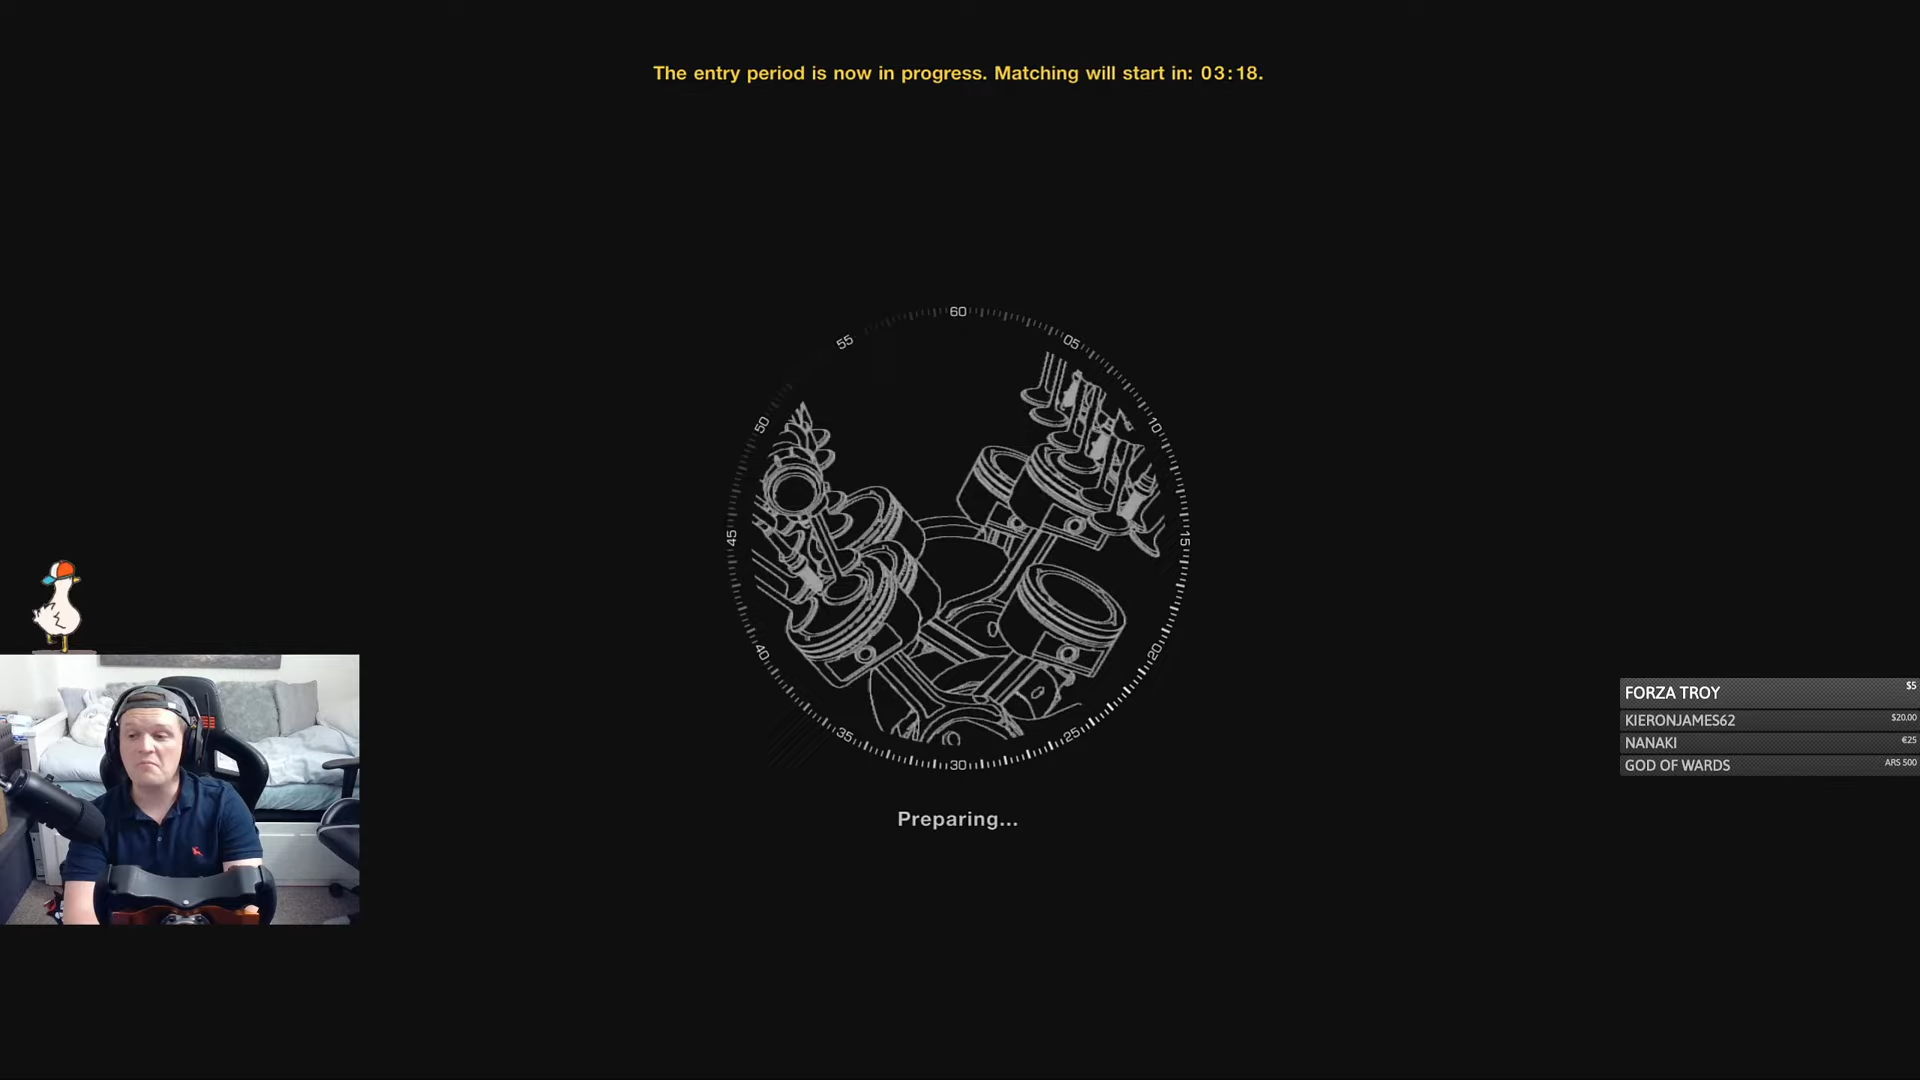 The entry period is now in progress. Matching will start in: 03:18.
60
55
05
50
10
45
15
40
20
35
25
30
Preparing...
FORZA TROY $5
KIERONJAMES62 $20.00
NANAKI €25
GOD OF WARDS ARS 500